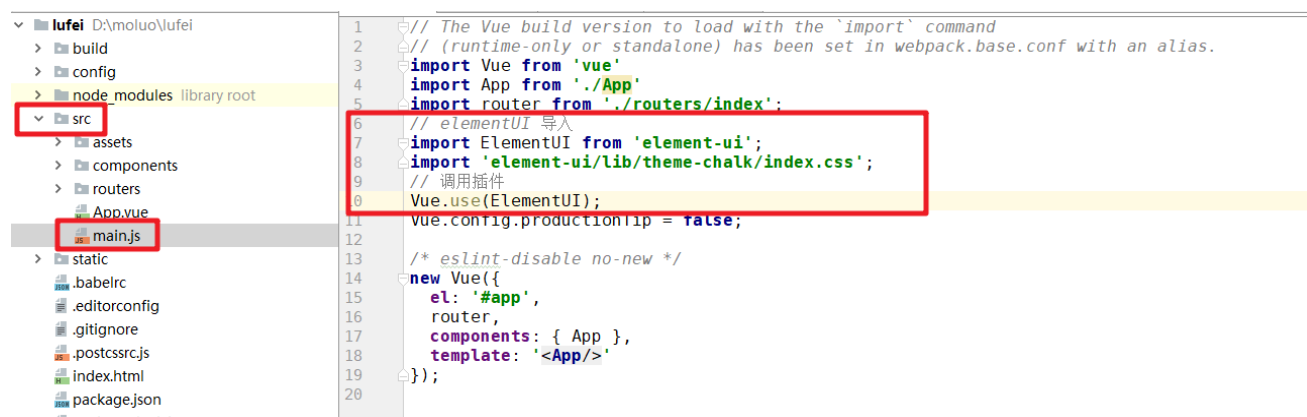 lufei D:\moluo\lufei
build
config
node_modules library root
src
assets
components
routers
App.vue
main.js
static
.babelrc
.editorconfig
.gitignore
.postcssrc.js
index.html
package.json
1 // The Vue build version to load with the `import` command
2 // (runtime-only or standalone) has been set in webpack.base.conf with an alias.
3 import Vue from 'vue'
4 import App from './App'
5 import router from './routers/index';
6 // elementUI 导入
7 import ElementUI from 'element-ui';
8 import 'element-ui/lib/theme-chalk/index.css';
9 // 调用插件
10 Vue.use(ElementUI);
11 Vue.config.productionTip = false;
12
13 /* eslint-disable no-new */
14 new Vue({
15 el: '#app',
16 router,
17 components: { App },
18 template: '<App/>'
19 });
20